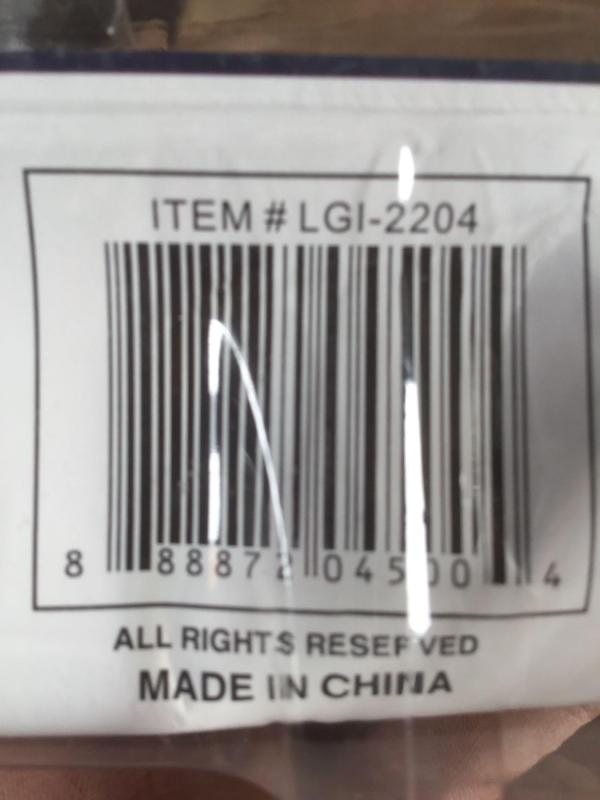 ITEM # LGI-2204
8 88872 04500 4
ALL RIGHTS RESERVED
MADE IN CHINA